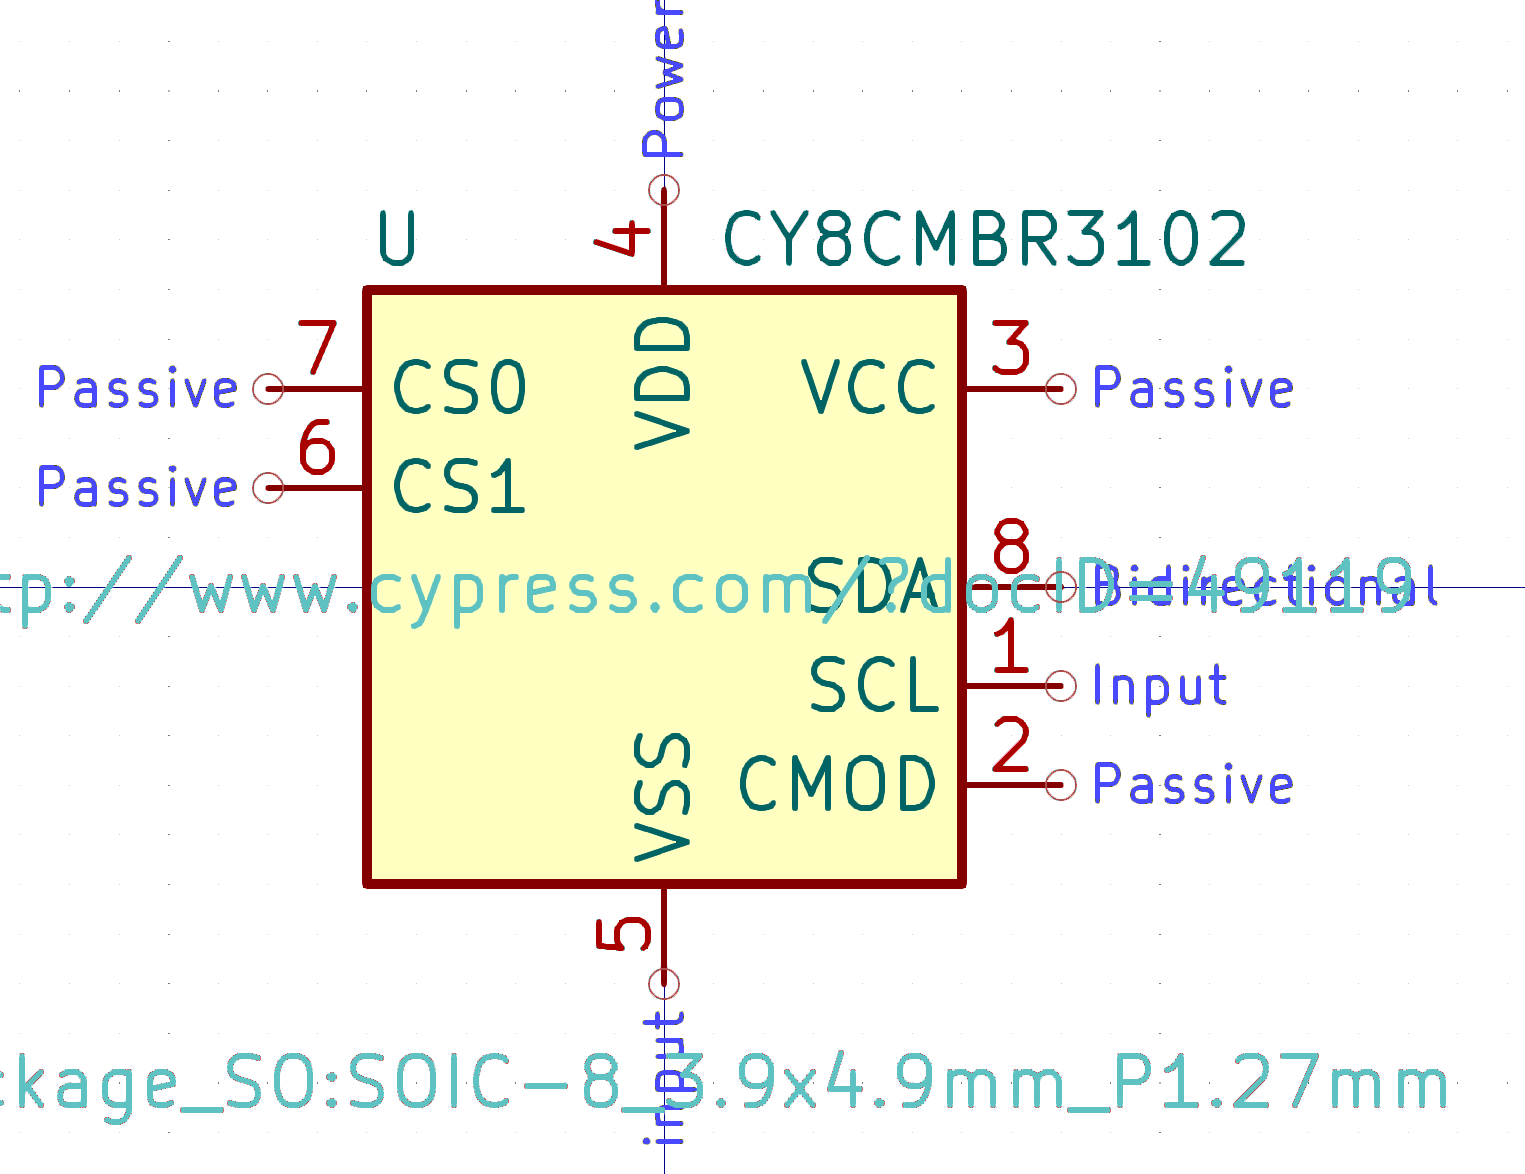 Power
U
4
CY8CMBR3102
7
Passive
CS0
VDD
VCC
3
Passive
6
Passive
CS1
8
tp://www.cypress.com/?docID=49119
SDA
Bidirectional
1
SCL
Input
2
VSS
CMOD
Passive
5
input
ckage_SO:SOIC-8_3.9x4.9mm_P1.27mm